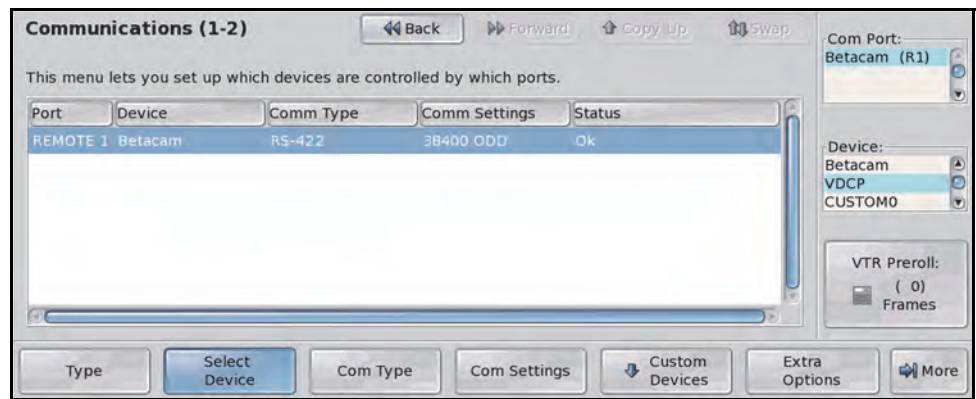 Communications (1-2)
Back
Forward
Copy Up
Swap
This menu lets you set up which devices are controlled by which ports.
Port Device Comm Type Comm Settings Status
REMOTE 1 Betacam RS-422 38400 ODD Ok
Com Port:
Betacam (R1)
Device:
Betacam
VDCP
CUSTOM0
VTR Preroll:
( 0)
Frames
Type
Select
Device
Com Type
Com Settings
Custom
Devices
Extra
Options
More